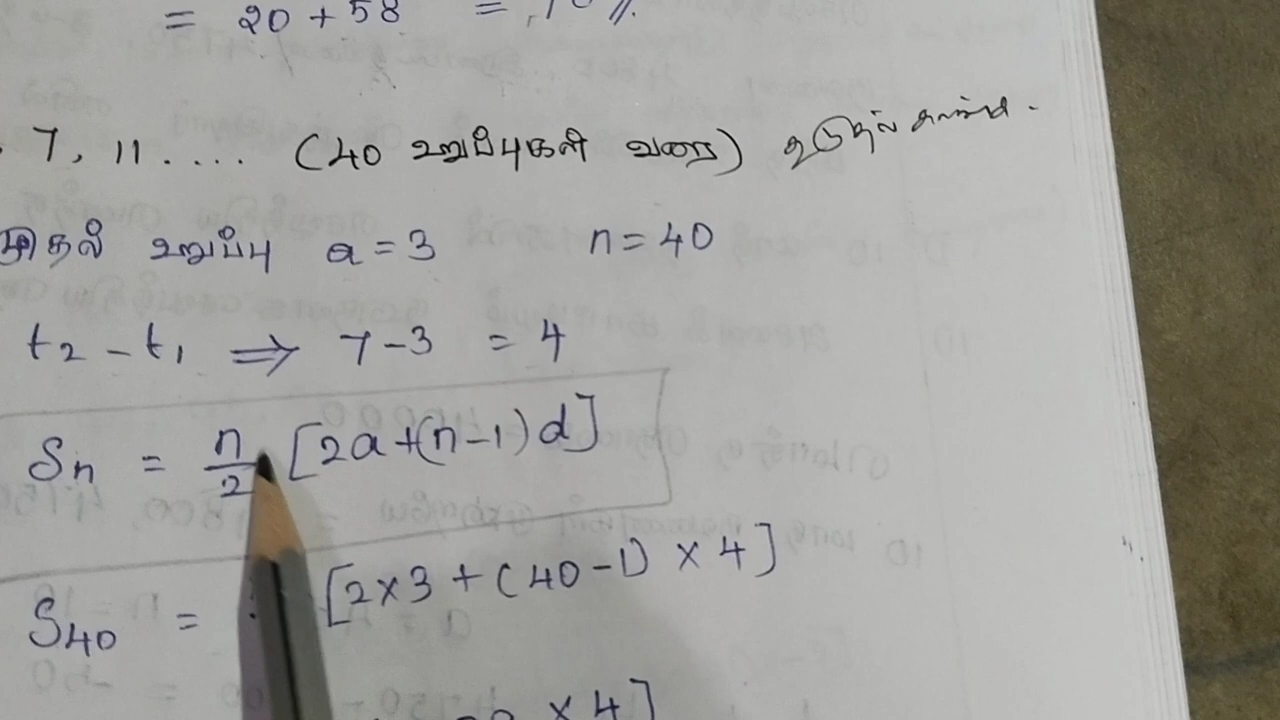 = 20 + 58 =
7, 11 .... (40 உறுப்புகள் வரை) கூடுதல் காண்க.
முதல் உறுப்பு a = 3 n = 40
t2 - t1 ⇒ 7 - 3 = 4
Sn = n/2 [2a + (n-1) d]
S40 = [2 × 3 + (40 - 1) × 4]
× 4]